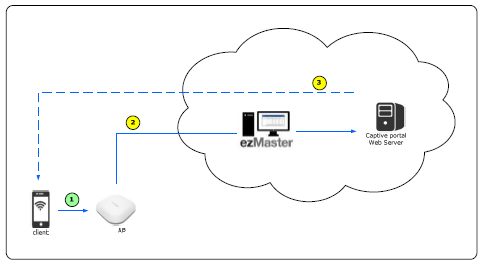 3
2
ezMaster
Captive portal
Web Server
1
client
AP